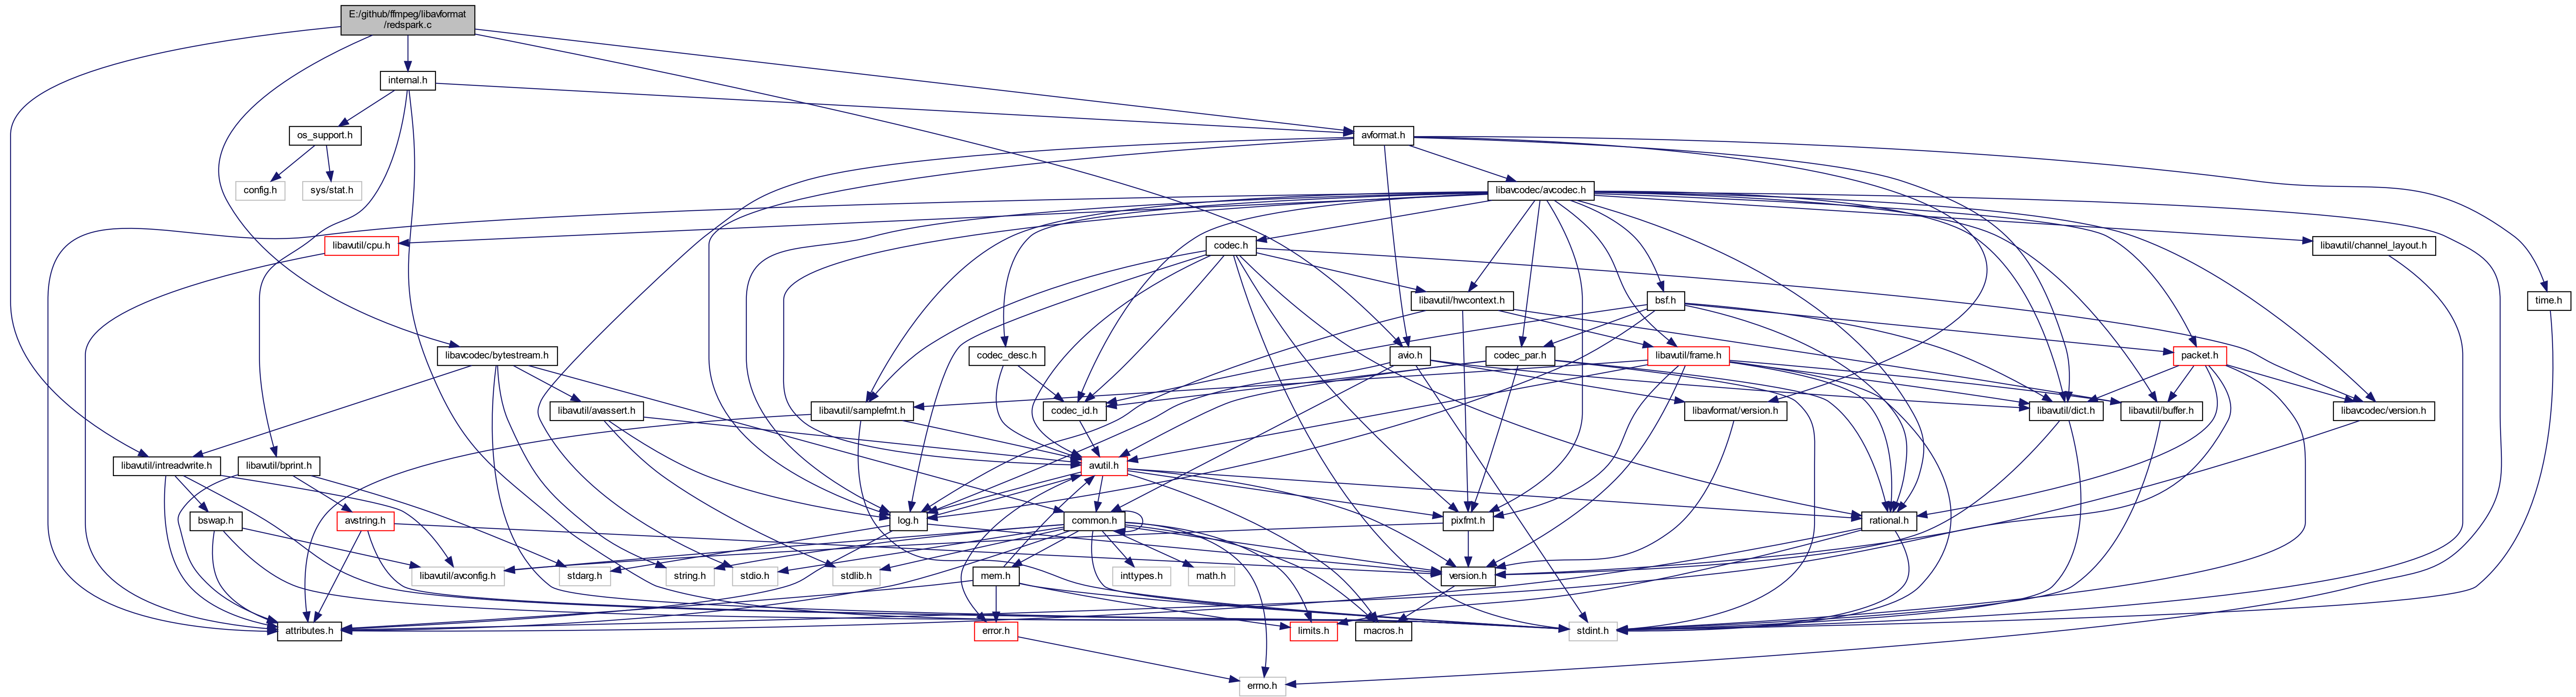 E:/github/ffmpeg/libavformat
/redspark.c
internal.h
os_support.h
avformat.h
config.h
sys/stat.h
libavcodec/avcodec.h
libavutil/cpu.h
codec.h
libavutil/channel_layout.h
libavutil/hwcontext.h
bsf.h
time.h
libavcodec/bytestream.h
codec_desc.h
avio.h
codec_par.h
libavutil/frame.h
packet.h
libavutil/avassert.h
libavutil/samplefmt.h
codec_id.h
libavformat/version.h
libavutil/dict.h
libavutil/buffer.h
libavcodec/version.h
libavutil/intreadwrite.h
libavutil/bprint.h
avutil.h
bswap.h
avstring.h
log.h
common.h
pixfmt.h
rational.h
libavutil/avconfig.h
stdarg.h
string.h
stdio.h
stdlib.h
mem.h
inttypes.h
math.h
version.h
attributes.h
error.h
limits.h
macros.h
stdint.h
errno.h